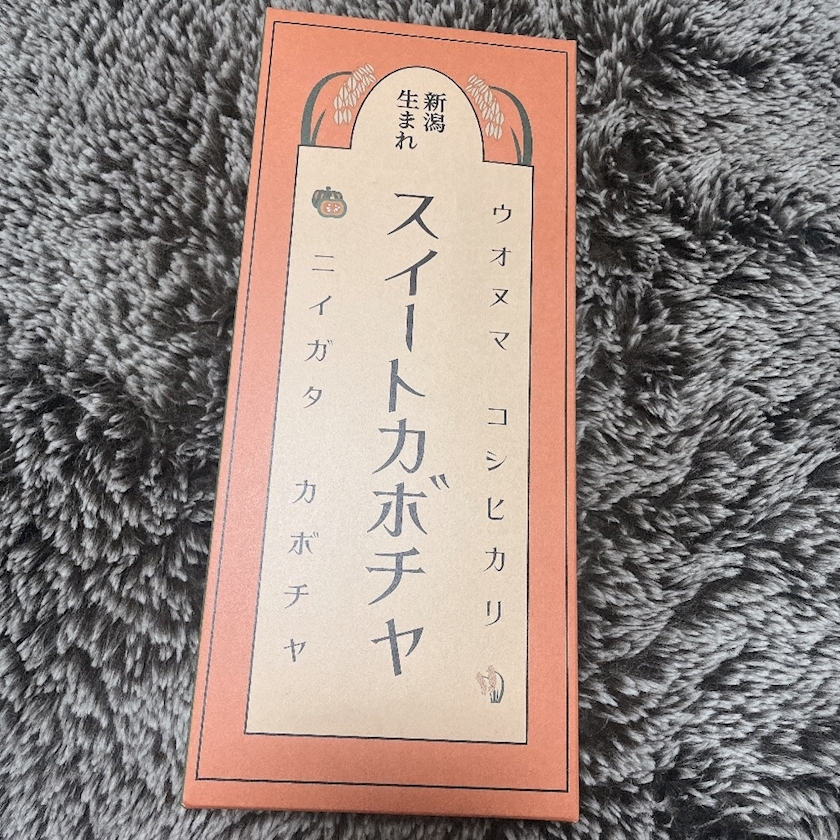 新潟
生まれ
ウオヌマ コシヒカリ
スイートカボチャ
ニイガタ カボチャ